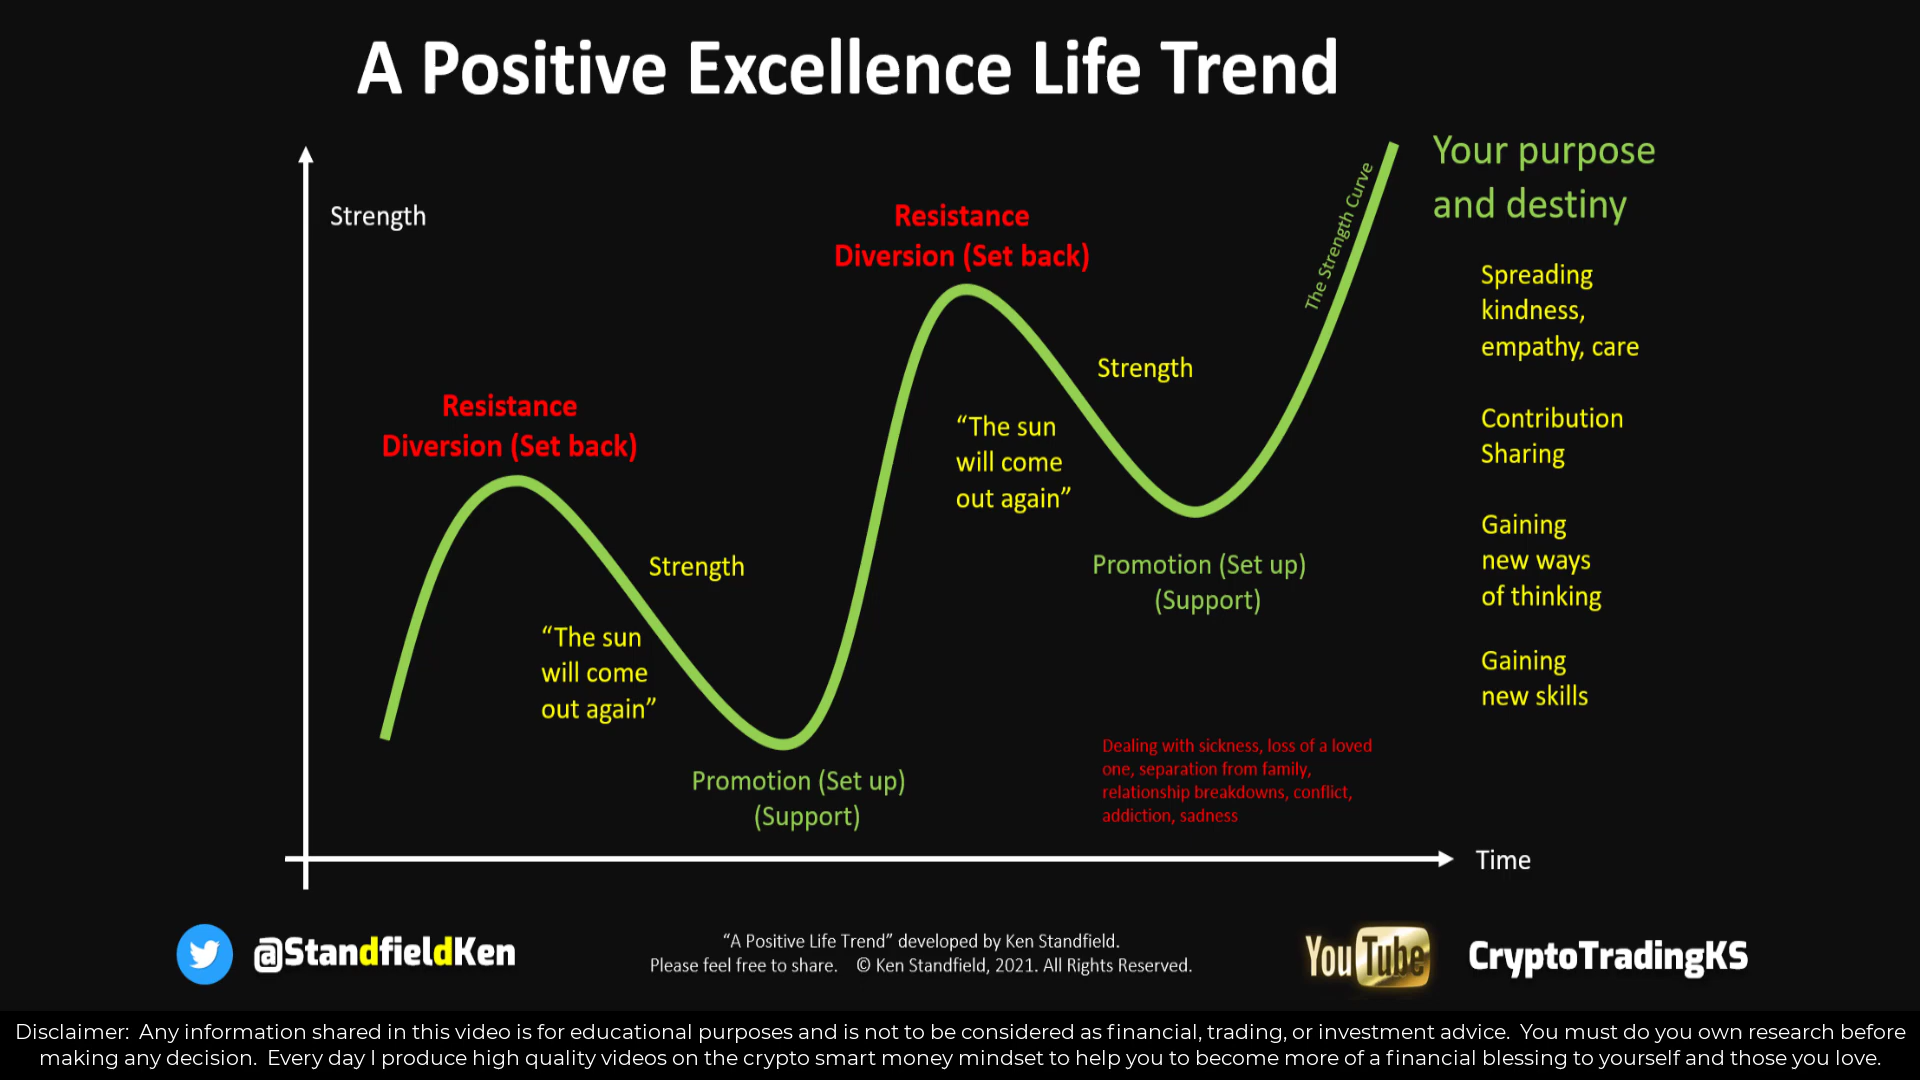 A Positive Excellence Life Trend
Strength
Resistance
Diversion (Set back)
Strength
“The sun
will come
out again”
Promotion (Set up)
(Support)
Resistance
Diversion (Set back)
Strength
“The sun
will come
out again”
Promotion (Set up)
(Support)
The Strength Curve
Your purpose
and destiny
Spreading
kindness,
empathy, care
Contribution
Sharing
Gaining
new ways
of thinking
Gaining
new skills
Dealing with sickness, loss of a loved
one, separation from family,
relationship breakdowns, conflict,
addiction, sadness
Time
@StandfieldKen
“A Positive Life Trend” developed by Ken Standfield.
Please feel free to share. © Ken Standfield, 2021. All Rights Reserved.
YouTube
CryptoTradingKS
Disclaimer: Any information shared in this video is for educational purposes and is not to be considered as financial, trading, or investment advice. You must do you own research before
making any decision. Every day I produce high quality videos on the crypto smart money mindset to help you to become more of a financial blessing to yourself and those you love.